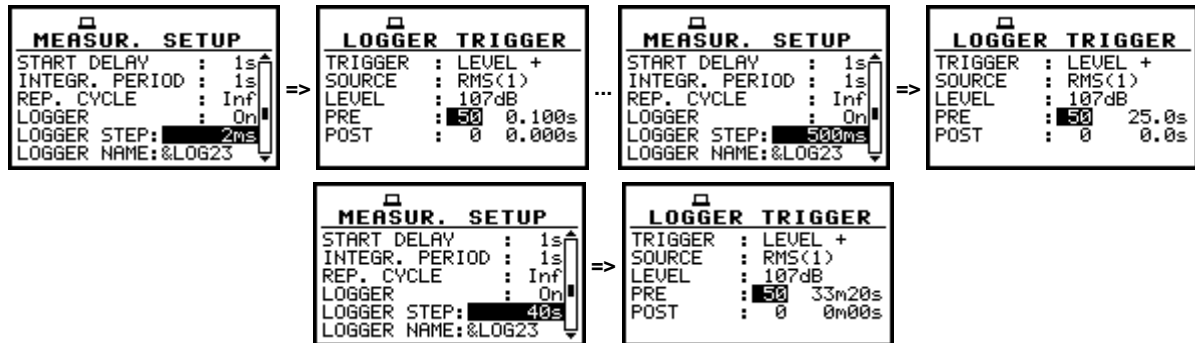 MEASUR. SETUP
START DELAY : 1s
INTEGR. PERIOD : 1s
REP. CYCLE : Inf
LOGGER : On
LOGGER STEP: 2ms
LOGGER NAME:&LOG23
=>
LOGGER TRIGGER
TRIGGER : LEVEL +
SOURCE : RMS(1)
LEVEL : 107dB
PRE : 50 0.100s
POST : 0 0.000s
...
MEASUR. SETUP
START DELAY : 1s
INTEGR. PERIOD : 1s
REP. CYCLE : Inf
LOGGER : On
LOGGER STEP: 500ms
LOGGER NAME:&LOG23
=>
LOGGER TRIGGER
TRIGGER : LEVEL +
SOURCE : RMS(1)
LEVEL : 107dB
PRE : 50 25.0s
POST : 0 0.0s
MEASUR. SETUP
START DELAY : 1s
INTEGR. PERIOD : 1s
REP. CYCLE : Inf
LOGGER : On
LOGGER STEP: 40s
LOGGER NAME:&LOG23
=>
LOGGER TRIGGER
TRIGGER : LEVEL +
SOURCE : RMS(1)
LEVEL : 107dB
PRE : 50 33m20s
POST : 0 0m00s